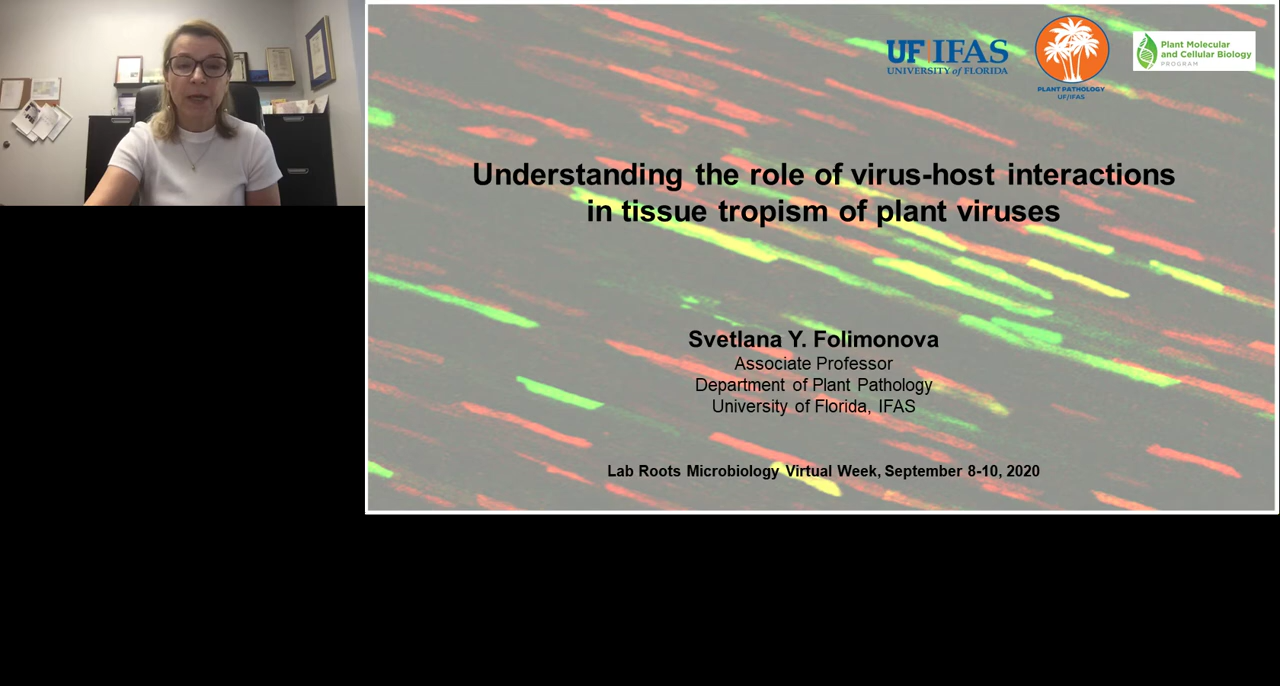 UF IFAS
UNIVERSITY of FLORIDA
PLANT PATHOLOGY
UF/IFAS
Plant Molecular
and Cellular Biology
PROGRAM
Understanding the role of virus-host interactions
in tissue tropism of plant viruses
Svetlana Y. Folimonova
Associate Professor
Department of Plant Pathology
University of Florida, IFAS
Lab Roots Microbiology Virtual Week, September 8-10, 2020